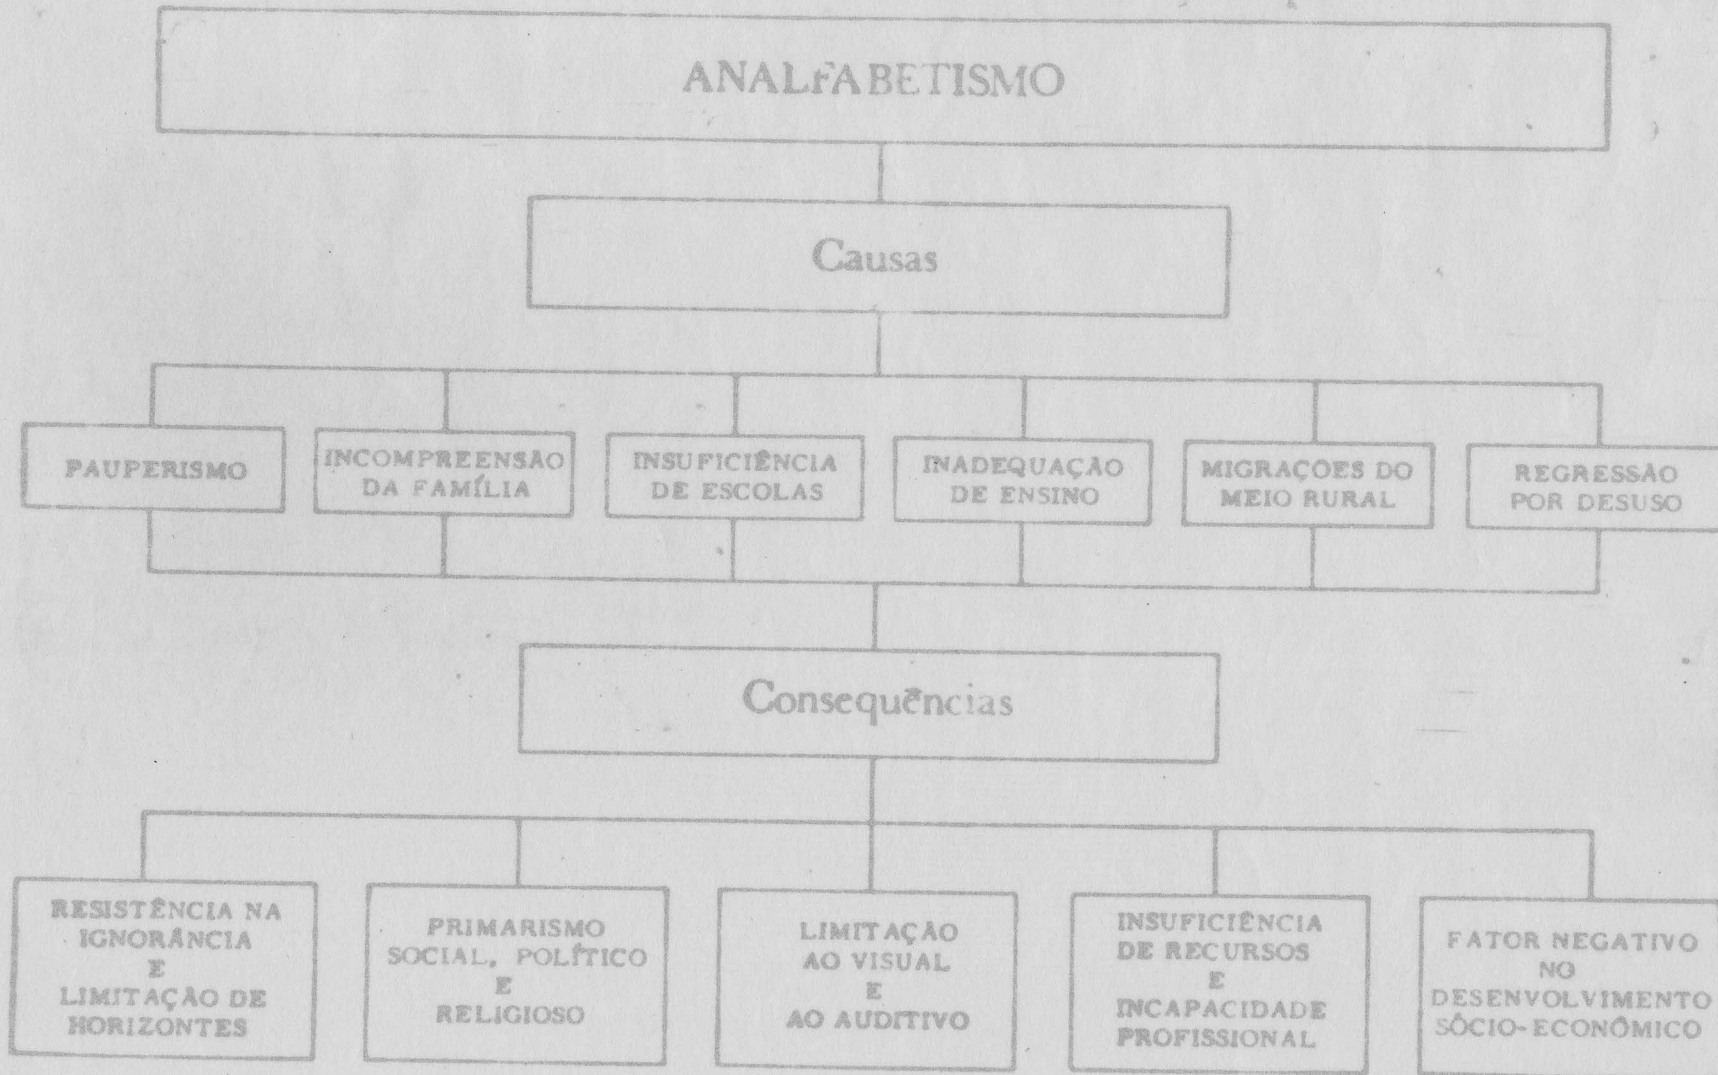 ANALFABETISMO
Causas
PAUPERISMO
INCOMPREENSÃO
DA FAMÍLIA
INSUFICIÊNCIA
DE ESCOLAS
INADEQUAÇÃO
DE ENSINO
MIGRAÇOES DO
MEIO RURAL
REGRESSÃO
POR DESUSO
Consequências
RESISTÊNCIA NA
IGNORÂNCIA
E
LIMITAÇÃO DE
HORIZONTES
PRIMARISMO
SOCIAL, POLÍTICO
E
RELIGIOSO
LIMITAÇÃO
AO VISUAL
E
AO AUDITIVO
INSUFICIÊNCIA
DE RECURSOS
E
INCAPACIDADE
PROFISSIONAL
FATOR NEGATIVO
NO
DESENVOLVIMENTO
SÓCIO-ECONÔMICO